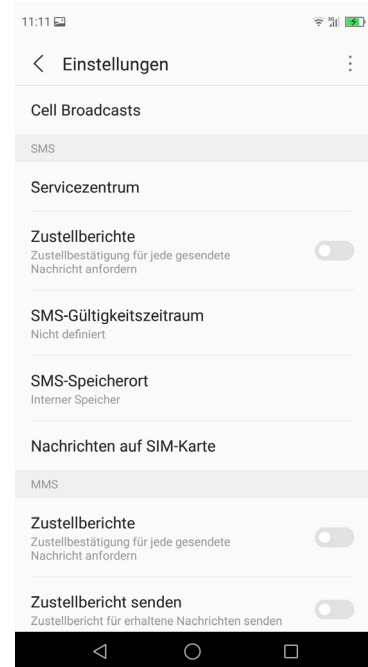 11:11
Einstellungen
Cell Broadcasts
SMS
Servicezentrum
Zustellberichte
Zustellbestätigung für jede gesendete
Nachricht anfordern
SMS-Gültigkeitszeitraum
Nicht definiert
SMS-Speicherort
Interner Speicher
Nachrichten auf SIM-Karte
MMS
Zustellberichte
Zustellbestätigung für jede gesendete
Nachricht anfordern
Zustellbericht senden
Zustellbericht für erhaltene Nachrichten senden